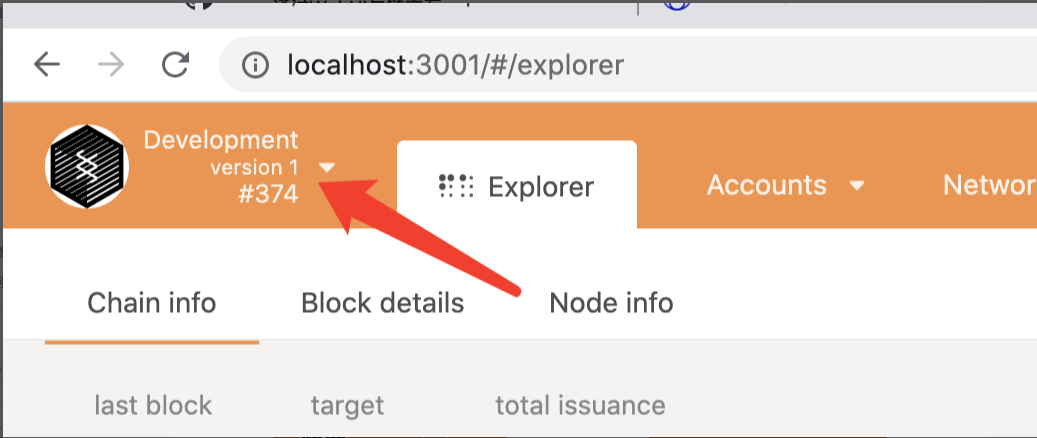 localhost:3001/#/explorer
Development
version 1
#374
Explorer
Accounts
Networ
Chain info
Block details
Node info
last block
target
total issuance